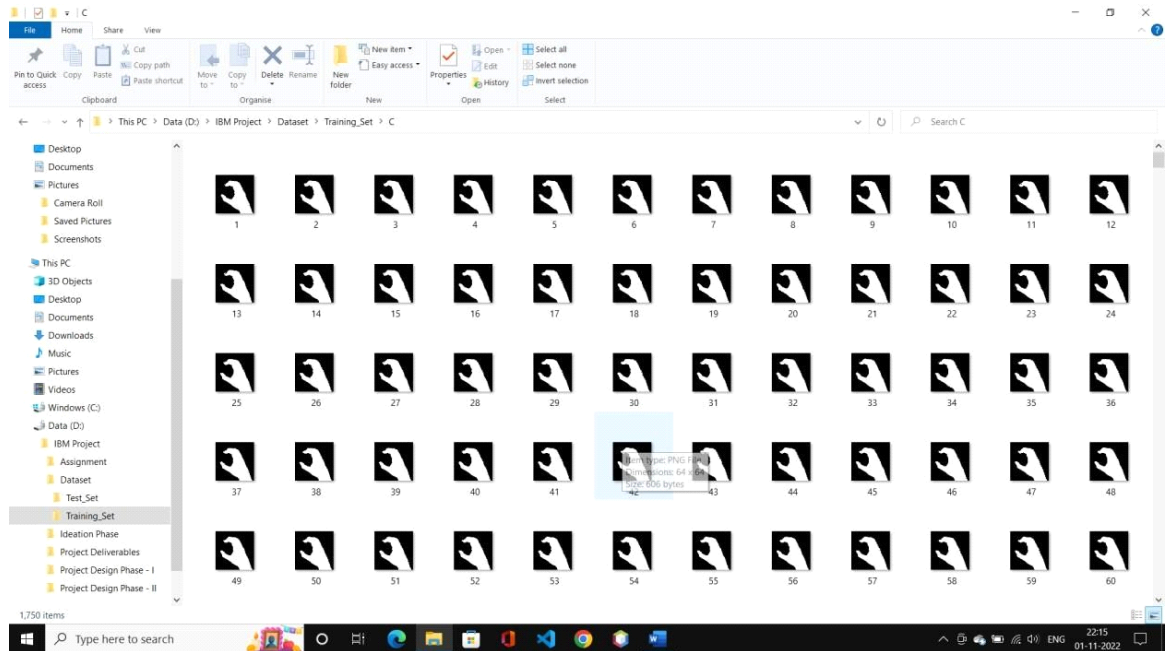 C
File Home Share View
Pin to Quick access
Copy
Paste
Cut
Copy path
Paste shortcut
Clipboard
Move to
Copy to
Delete
Rename
Organise
New folder
New item
Easy access
New
Properties
Open
Edit
History
Open
Select all
Select none
Invert selection
Select
This PC > Data (D:) > IBM Project > Dataset > Training_Set > C
Search C
Desktop
Documents
Pictures
Camera Roll
Saved Pictures
Screenshots
This PC
3D Objects
Desktop
Documents
Downloads
Music
Pictures
Videos
Windows (C:)
Data (D:)
IBM Project
Assignment
Dataset
Test_Set
Training_Set
Ideation Phase
Project Deliverables
Project Design Phase - I
Project Design Phase - II
1 2 3 4 5 6 7 8 9 10 11 12
13 14 15 16 17 18 19 20 21 22 23 24
25 26 27 28 29 30 31 32 33 34 35 36
Item type: PNG File
Dimensions: 64 x 64
Size: 606 bytes
37 38 39 40 41 42 43 44 45 46 47 48
49 50 51 52 53 54 55 56 57 58 59 60
1,750 items
Type here to search
ENG
22:15
01-11-2022